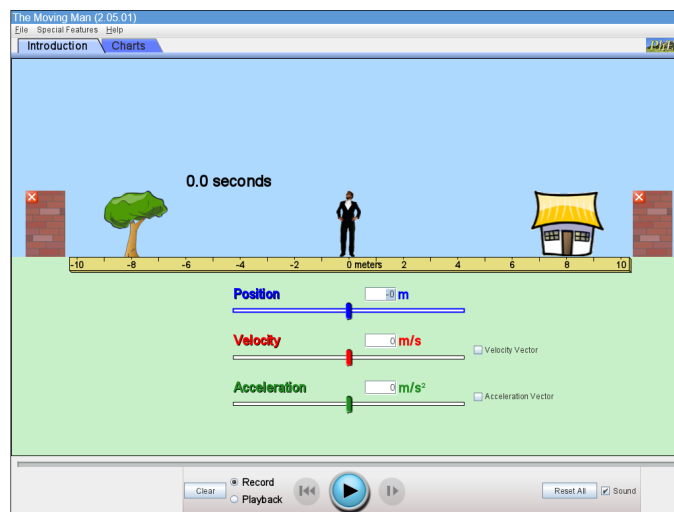 The Moving Man (2.05.01)
File Special Features Help
Introduction Charts
PhET
0.0 seconds
-10 -8 -6 -4 -2 0 meters 2 4 6 8 10
Position -0 m
Velocity 0 m/s
Velocity Vector
Acceleration 0 m/s²
Acceleration Vector
Clear Record Playback Reset All Sound